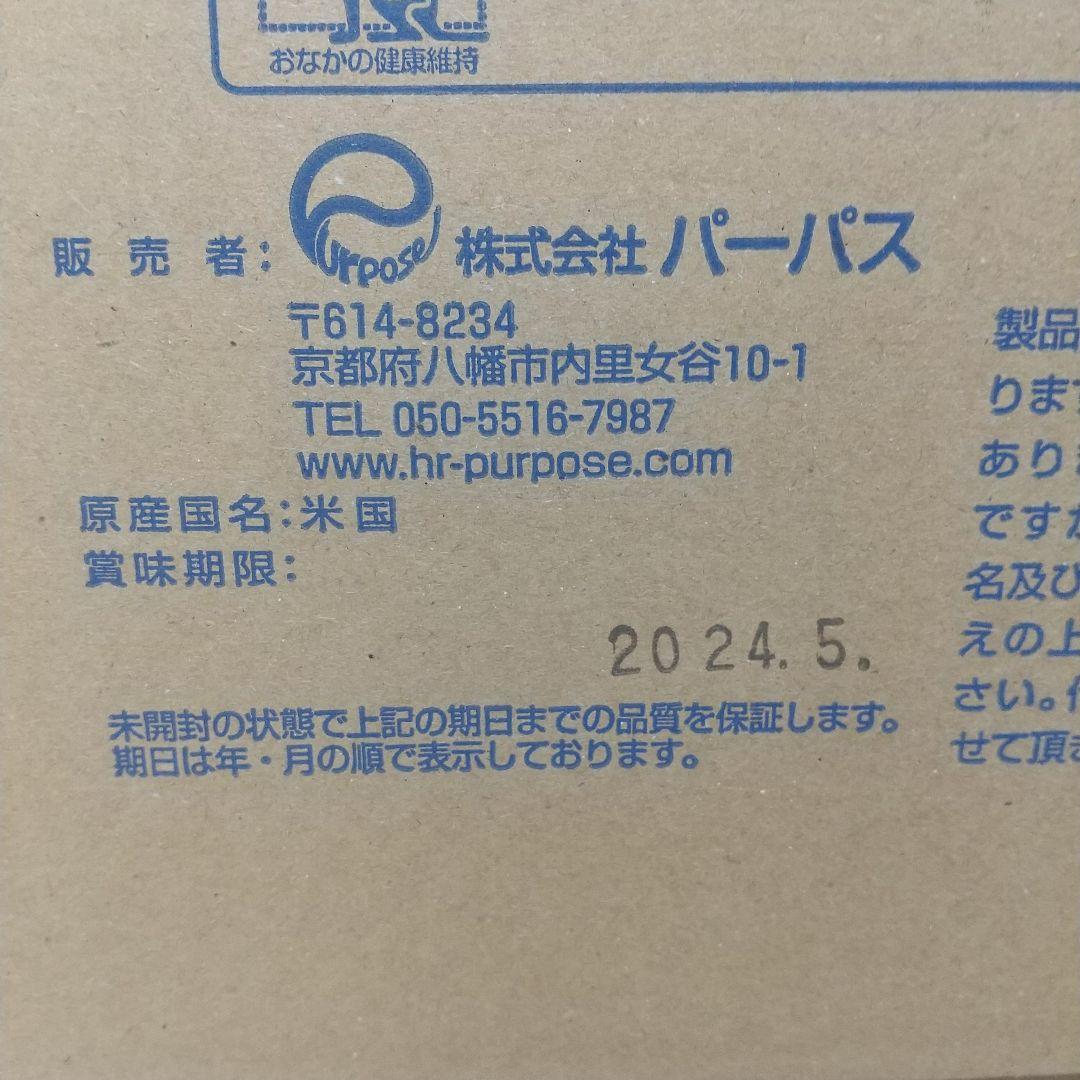 おなかの健康維持
販売者: urpose 株式会社 パーパス
〒614-8234
京都府八幡市内里女谷10-1
TEL 050-5516-7987
www.hr-purpose.com
原産国名:米国
賞味期限:
2024.5.
未開封の状態で上記の期日までの品質を保証します。
期日は年・月の順で表示しております。
製品
ります
あり
ですが
名及び
えの上
さい。
せて頂き